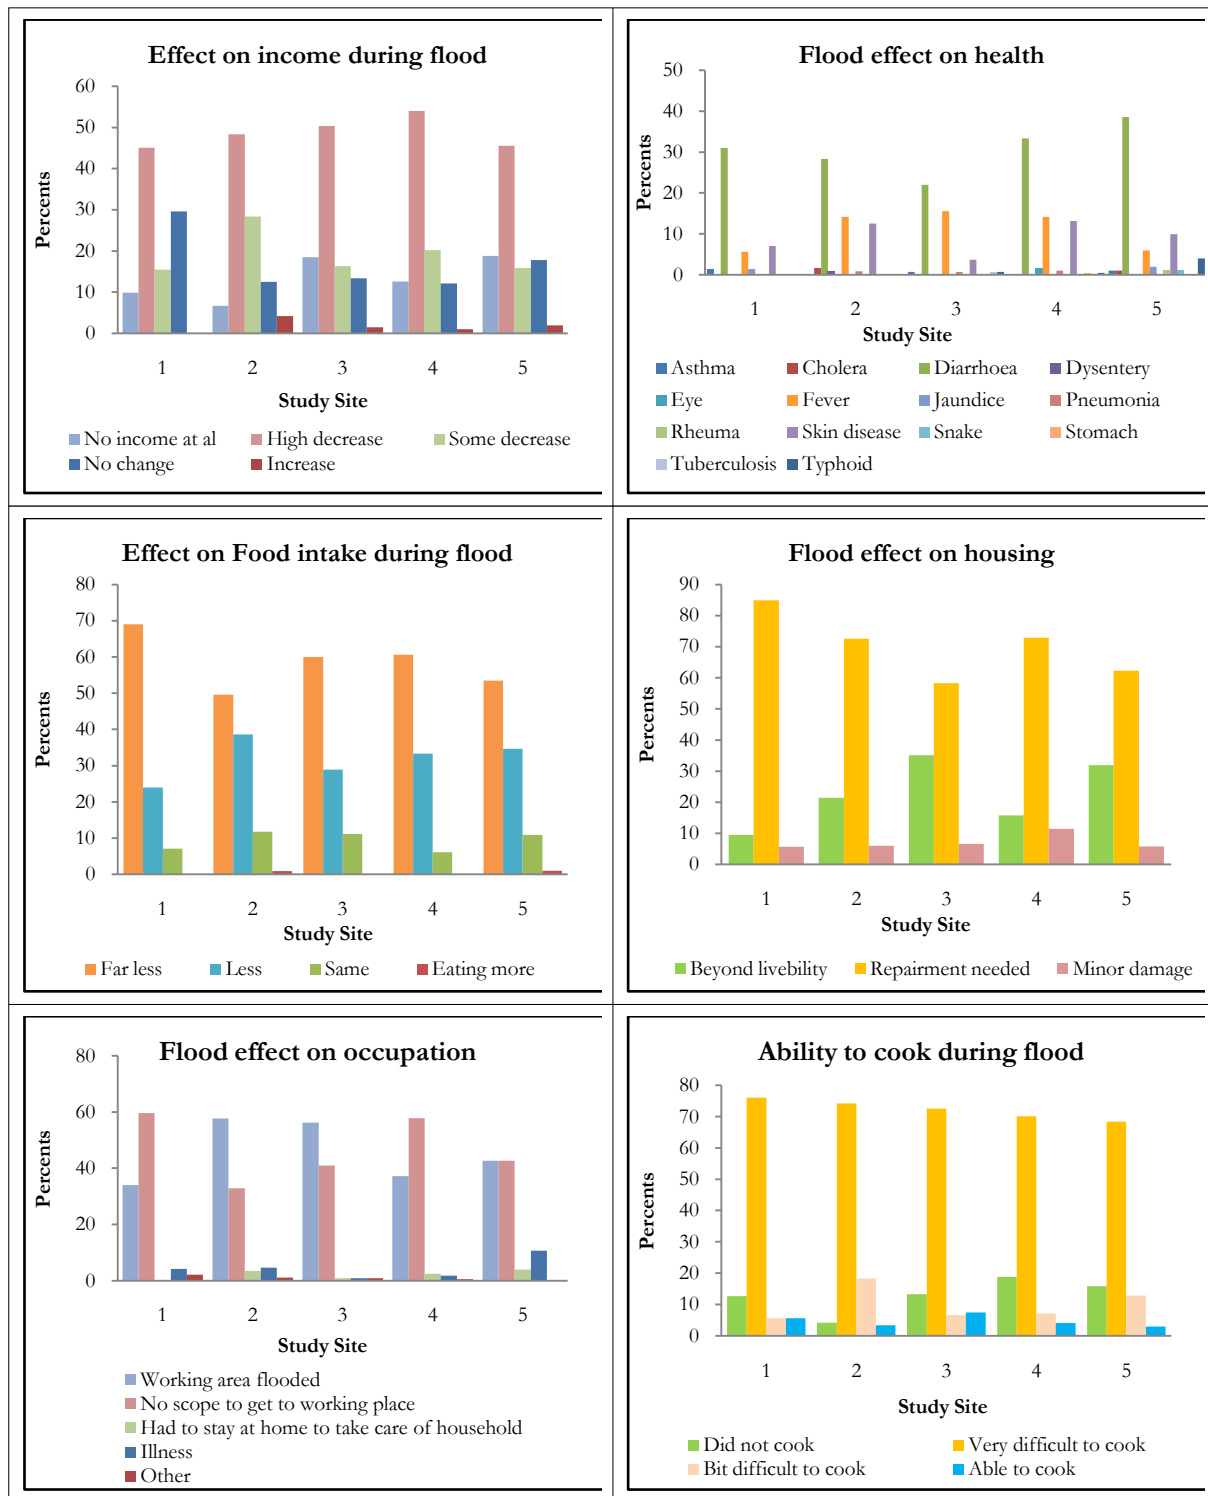 Effect on income during flood
60
50
40
30
20
10
0
Percents
1 2 3 4 5
Study Site
No income at al High decrease Some decrease
No change Increase
Flood effect on health
50
40
30
20
10
0
Percents
1 2 3 4 5
Study Site
Asthma Cholera Diarrhoea Dysentery
Eye Fever Jaundice Pneumonia
Rheuma Skin disease Snake Stomach
Tuberculosis Typhoid
Effect on Food intake during flood
80
70
60
50
40
30
20
10
0
Percents
1 2 3 4 5
Study Site
Far less Less Same Eating more
Flood effect on housing
90
80
70
60
50
40
30
20
10
0
Percents
1 2 3 4 5
Study Site
Beyond livebility Repairment needed Minor damage
Flood effect on occupation
80
60
40
20
0
Percents
1 2 3 4 5
Study Site
Working area flooded
No scope to get to working place
Had to stay at home to take care of household
Illness
Other
Ability to cook during flood
80
70
60
50
40
30
20
10
0
Percents
1 2 3 4 5
Study Site
Did not cook Very difficult to cook
Bit difficult to cook Able to cook